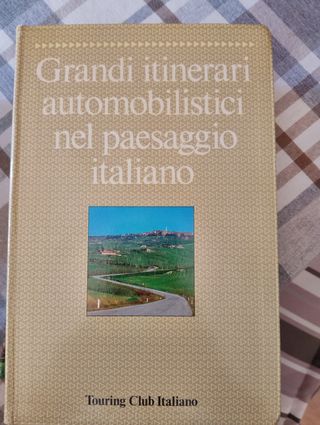 Grandi itinerari
automobilistici
nel paesaggio
italiano
Touring Club Italiano